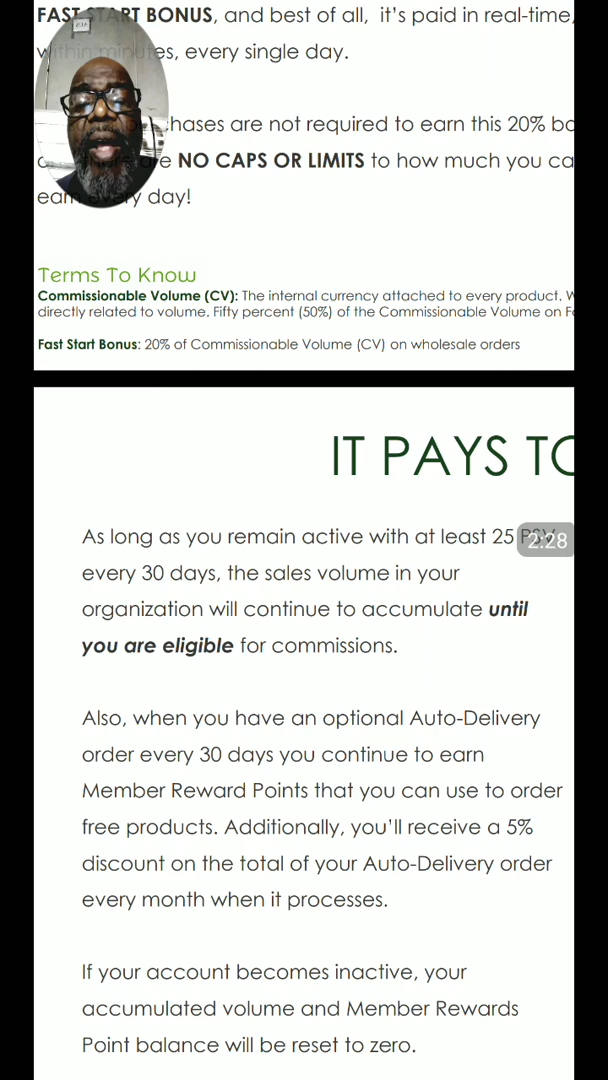 FAST START BONUS, and best of all, it's paid in real-time,
within minutes, every single day.
chases are not required to earn this 20% bo
are NO CAPS OR LIMITS to how much you ca
earn every day!
Terms To Know
Commissionable Volume (CV): The internal currency attached to every product. W
directly related to volume. Fifty percent (50%) of the Commissionable Volume on F
Fast Start Bonus: 20% of Commissionable Volume (CV) on wholesale orders
IT PAYS TO
As long as you remain active with at least 25 PSV
2:28
every 30 days, the sales volume in your
organization will continue to accumulate until
you are eligible for commissions.
Also, when you have an optional Auto-Delivery
order every 30 days you continue to earn
Member Reward Points that you can use to order
free products. Additionally, you'll receive a 5%
discount on the total of your Auto-Delivery order
every month when it processes.
If your account becomes inactive, your
accumulated volume and Member Rewards
Point balance will be reset to zero.